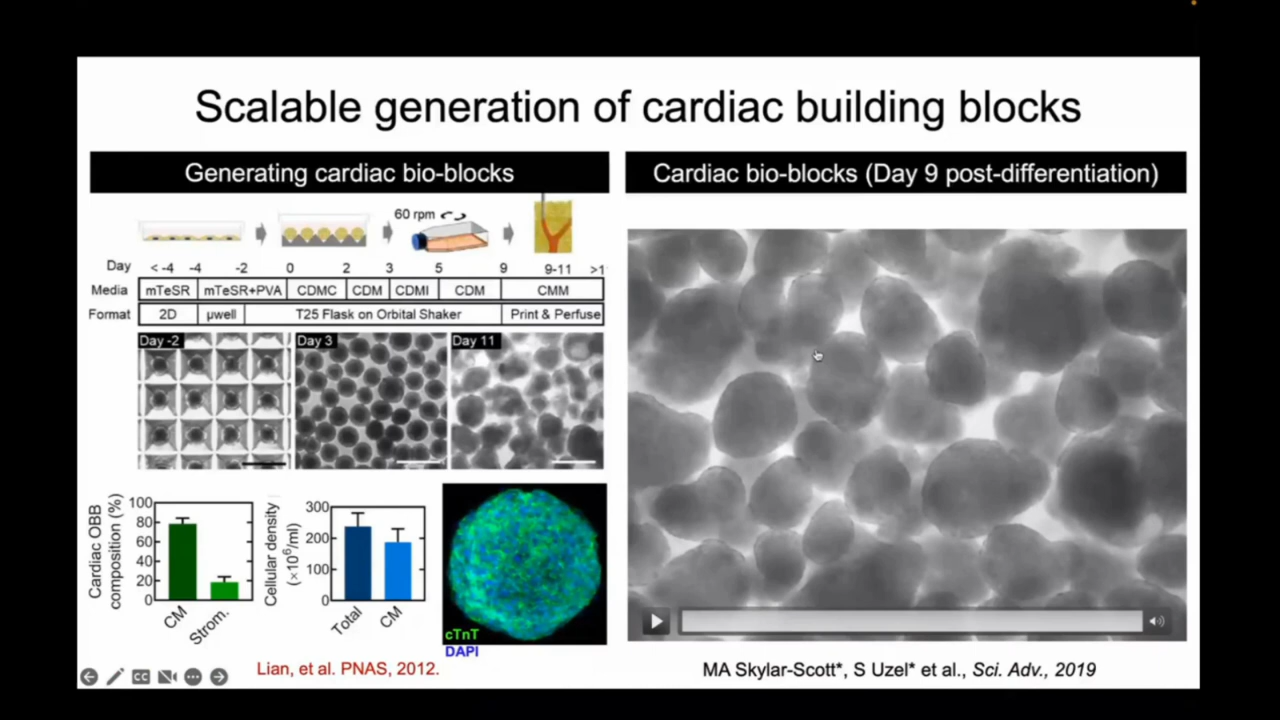 Scalable generation of cardiac building blocks
Generating cardiac bio-blocks
60 rpm
Day < -4 -4 -2 0 2 3 5 9 9-11 >1
Media mTeSR mTeSR+PVA CDMC CDM CDMI CDM CMM
Format 2D µwell T25 Flask on Orbital Shaker Print & Perfuse
Day -2 Day 3 Day 11
Cardiac OBB
composition (%)
100
80
60
40
20
0
CM Strom.
Cellular density
(×10⁶/ml)
300
200
100
0
Total CM
cTnT
DAPI
Lian, et al. PNAS, 2012.
Cardiac bio-blocks (Day 9 post-differentiation)
MA Skylar-Scott*, S Uzel* et al., Sci. Adv., 2019
CC